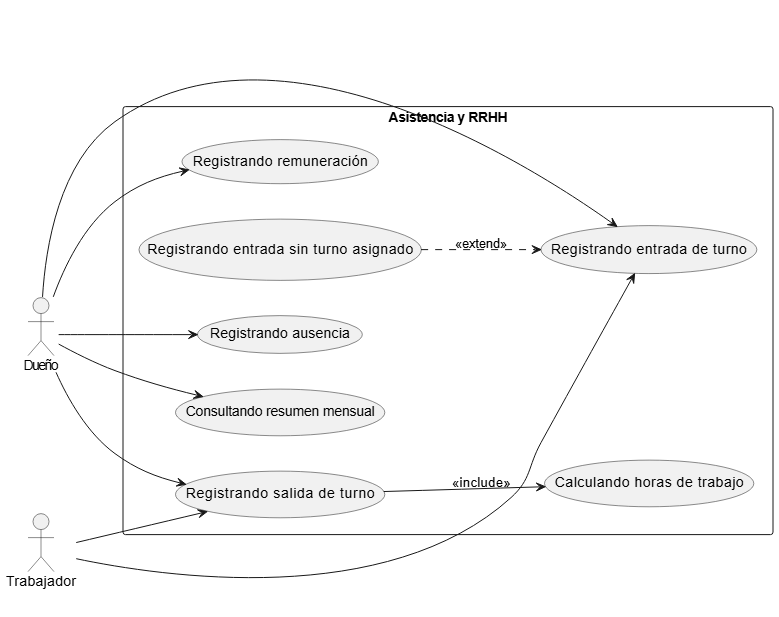 Asistencia y RRHH
Registrando remuneración
Registrando entrada sin turno asignado
«extend»
Registrando entrada de turno
Registrando ausencia
Dueño
Consultando resumen mensual
Registrando salida de turno
«include»
Calculando horas de trabajo
Trabajador